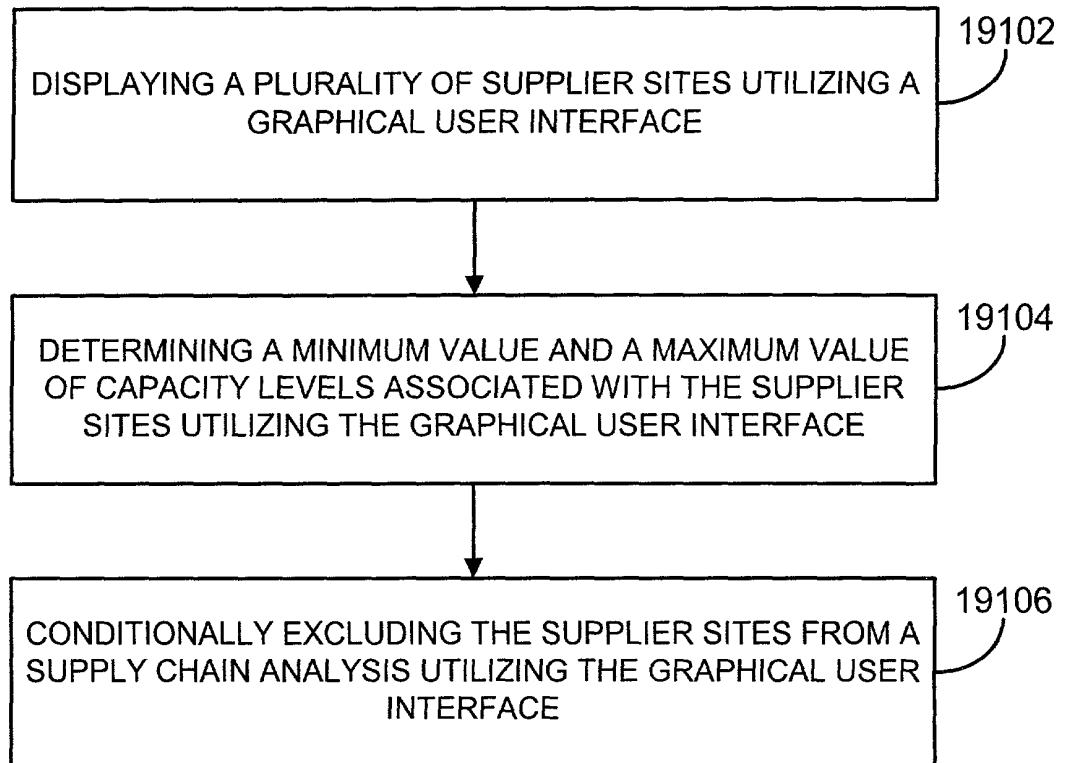 19102
DISPLAYING A PLURALITY OF SUPPLIER SITES UTILIZING A
GRAPHICAL USER INTERFACE
19104
DETERMINING A MINIMUM VALUE AND A MAXIMUM VALUE
OF CAPACITY LEVELS ASSOCIATED WITH THE SUPPLIER
SITES UTILIZING THE GRAPHICAL USER INTERFACE
19106
CONDITIONALLY EXCLUDING THE SUPPLIER SITES FROM A
SUPPLY CHAIN ANALYSIS UTILIZING THE GRAPHICAL USER
INTERFACE